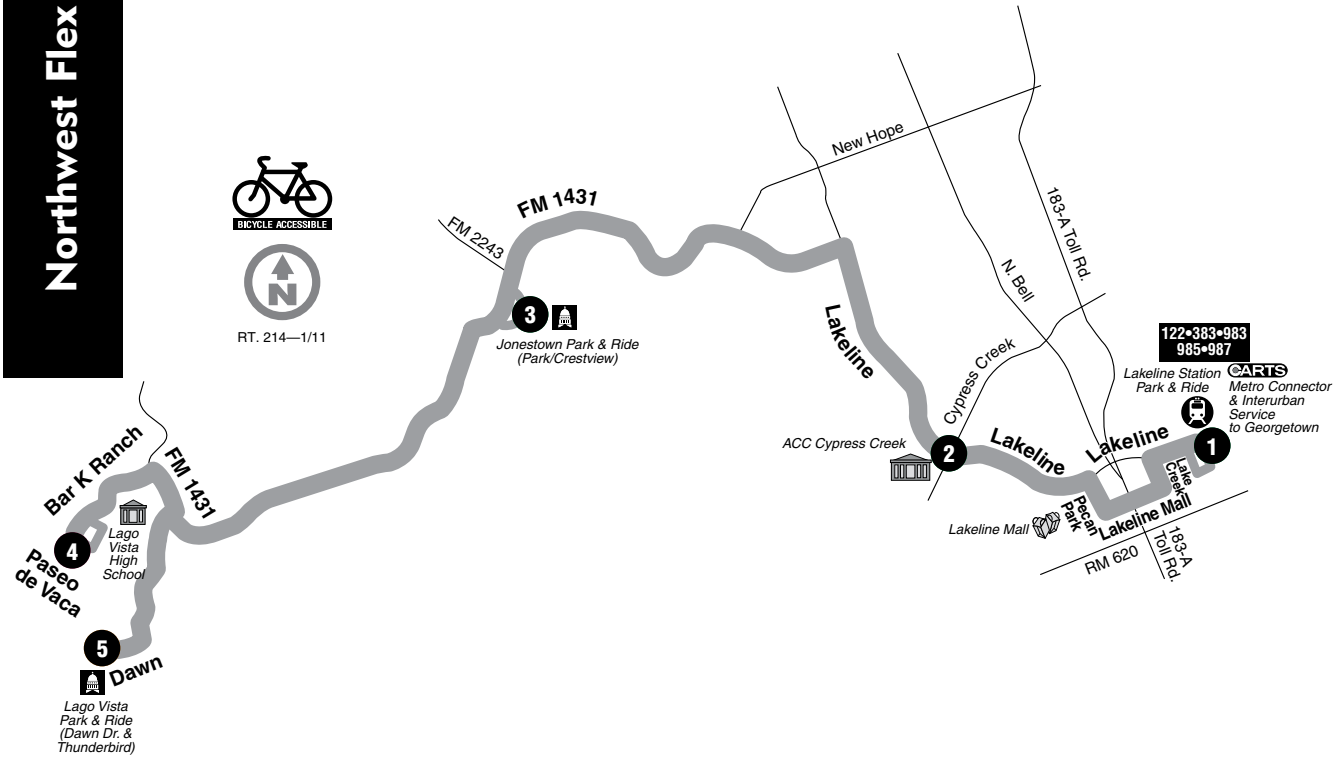 Northwest Flex
BICYCLE ACCESSIBLE
N
RT. 214—1/11
New Hope
FM 1431
FM 2243
183-A Toll Rd.
N. Bell
3
Jonestown Park & Ride
(Park/Crestview)
Lakeline
Cypress Creek
122•383•983
985•987
Lakeline Station
Park & Ride
CARTS
Metro Connector
& Interurban
Service
to Georgetown
1
ACC Cypress Creek
2
Lakeline
Lakeline
Lake
Creek
Pecan
Park
Lakeline Mall
Lakeline Mall
RM 620
183-A
Toll Rd.
Bar K Ranch
FM 1431
Lago
Vista
High
School
4
Paseo
de Vaca
5
Dawn
Lago Vista
Park & Ride
(Dawn Dr. &
Thunderbird)